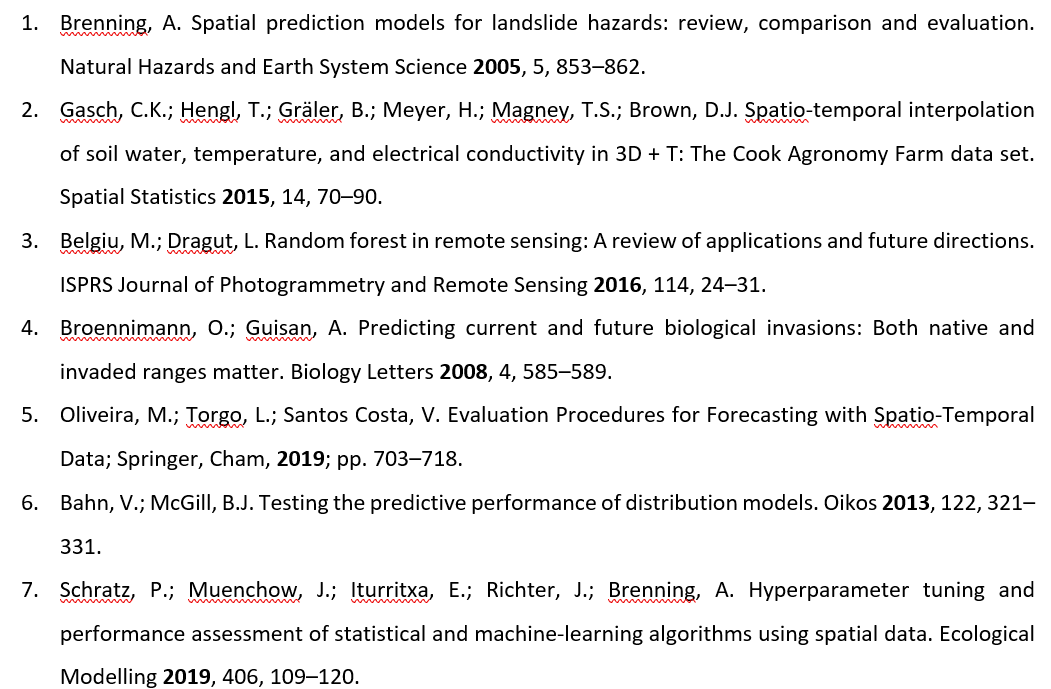 1. Brenning, A. Spatial prediction models for landslide hazards: review, comparison and evaluation.
Natural Hazards and Earth System Science 2005, 5, 853–862.
2. Gasch, C.K.; Hengl, T.; Gräler, B.; Meyer, H.; Magney, T.S.; Brown, D.J. Spatio-temporal interpolation
of soil water, temperature, and electrical conductivity in 3D + T: The Cook Agronomy Farm data set.
Spatial Statistics 2015, 14, 70–90.
3. Belgiu, M.; Dragut, L. Random forest in remote sensing: A review of applications and future directions.
ISPRS Journal of Photogrammetry and Remote Sensing 2016, 114, 24–31.
4. Broennimann, O.; Guisan, A. Predicting current and future biological invasions: Both native and
invaded ranges matter. Biology Letters 2008, 4, 585–589.
5. Oliveira, M.; Torgo, L.; Santos Costa, V. Evaluation Procedures for Forecasting with Spatio-Temporal
Data; Springer, Cham, 2019; pp. 703–718.
6. Bahn, V.; McGill, B.J. Testing the predictive performance of distribution models. Oikos 2013, 122, 321–
331.
7. Schratz, P.; Muenchow, J.; Iturritxa, E.; Richter, J.; Brenning, A. Hyperparameter tuning and
performance assessment of statistical and machine-learning algorithms using spatial data. Ecological
Modelling 2019, 406, 109–120.